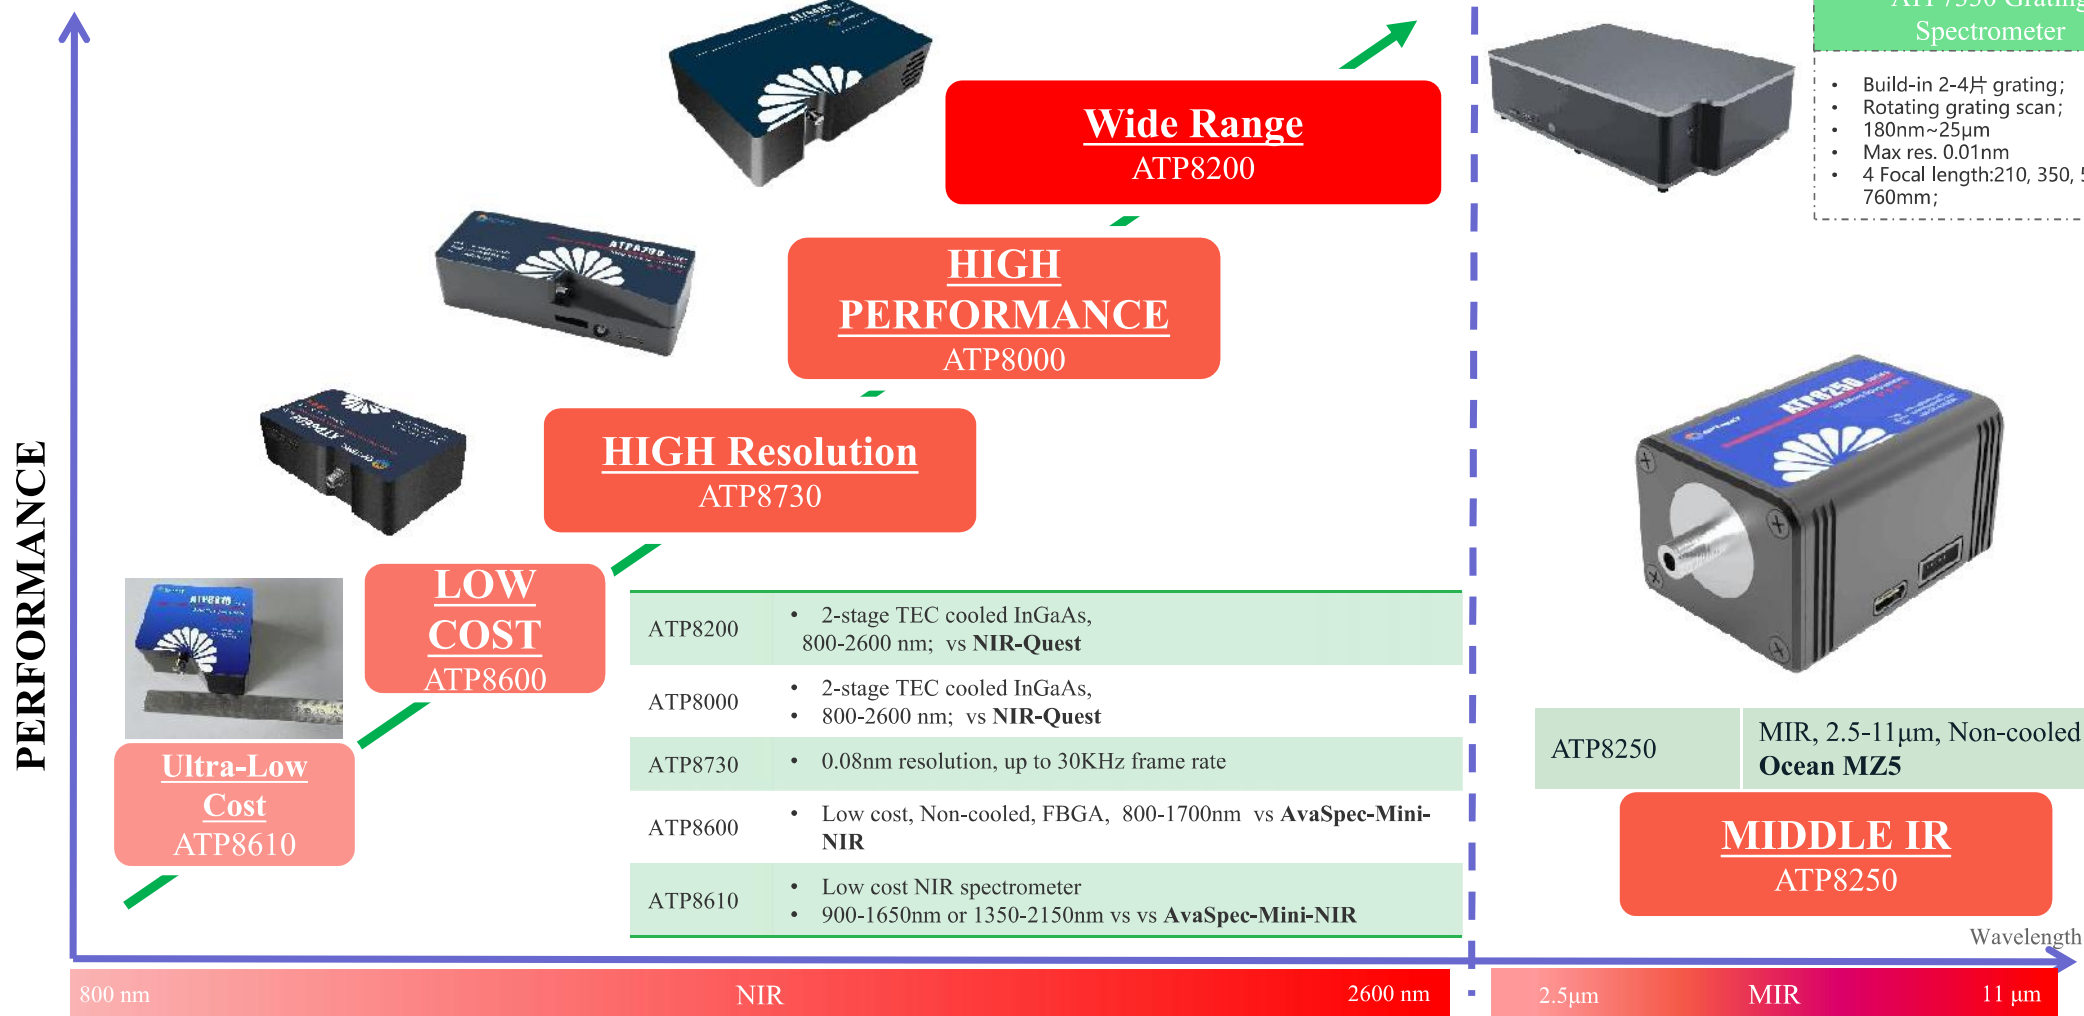 PERFORMANCE
Wide Range
ATP8200
HIGH
PERFORMANCE
ATP8000
HIGH Resolution
ATP8730
LOW
COST
ATP8600
Ultra-Low
Cost
ATP8610
ATP8200
• 2-stage TEC cooled InGaAs,
800-2600 nm; vs NIR-Quest
ATP8000
• 2-stage TEC cooled InGaAs,
• 800-2600 nm; vs NIR-Quest
ATP8730
• 0.08nm resolution, up to 30KHz frame rate
ATP8600
• Low cost, Non-cooled, FBGA, 800-1700nm vs AvaSpec-Mini-
NIR
ATP8610
• Low cost NIR spectrometer
• 900-1650nm or 1350-2150nm vs vs AvaSpec-Mini-NIR
Spectrometer
• Build-in 2-4片 grating;
• Rotating grating scan;
• 180nm~25μm
• Max res. 0.01nm
• 4 Focal length:210, 350,
760mm;
ATP8250
ATP8250
MIR, 2.5-11μm, Non-cooled
Ocean MZ5
MIDDLE IR
ATP8250
Wavelength
800 nm
NIR
2600 nm
2.5μm
MIR
11 μm